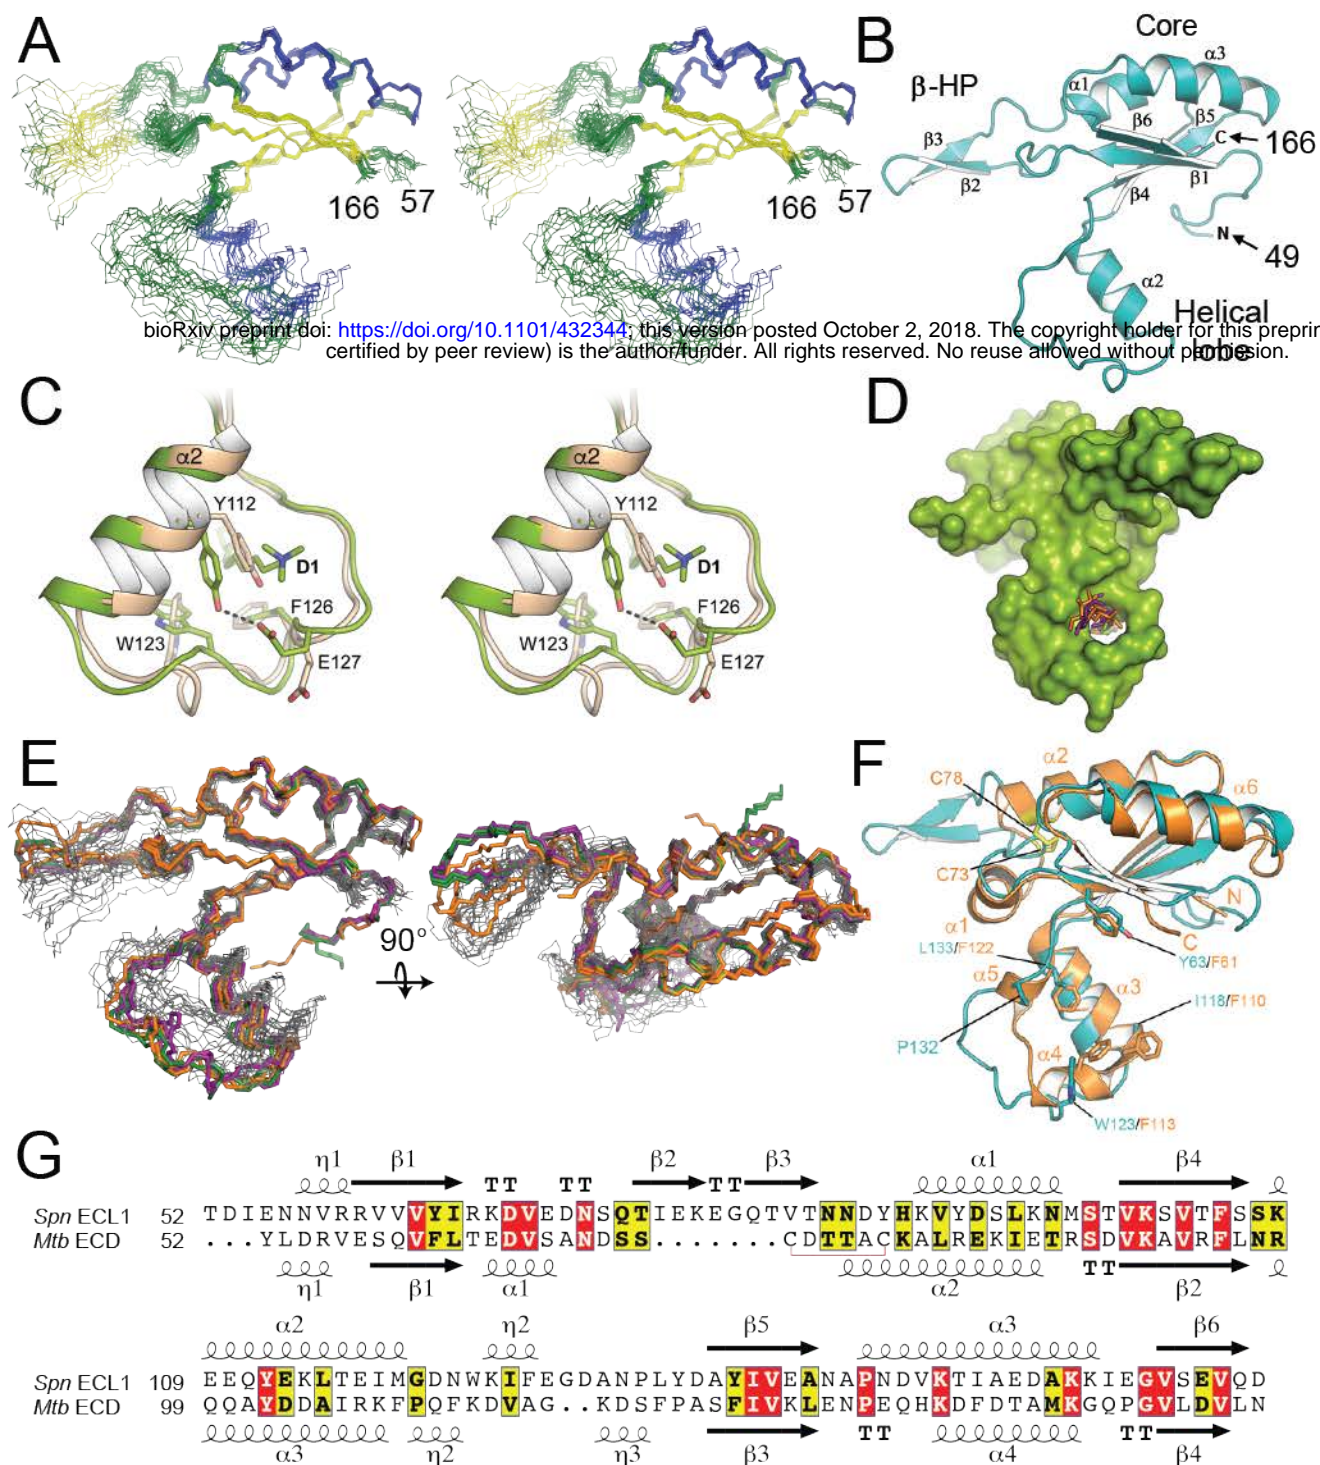 A
166 57
166 57
B
Core
β-HP
α3
α1
β6
β5
β3
C
166
β2
β1
β4
N
49
α2
Helical
lobe
bioRxiv preprint doi: https://doi.org/10.1101/432344; this version posted October 2, 2018. The copyright holder for this preprin
certified by peer review) is the author/funder. All rights reserved. No reuse allowed without permission.
C
α2
Y112
D1
F126
W123
E127
α2
Y112
D1
F126
W123
E127
D
E
90°
F
α2
C78
α6
C73
N
α1
C
L133/F122
Y63/F61
α5
α3
I118/F110
P132
α4
W123/F113
G
η1 β1 TT TT β2 TT β3 α1 β4
Spn ECL1 52 TDIENNVRRVVVYIRKDVEDNSQTIEKEGQTVTNNDYHKVYDSLKNMSTVKSVTFSSK
Mtb ECD 52 ...YLDRVESQVFLTEDVSANDSS.......CDTTACKALREKIETRSDVKAVRFLNR
η1 β1 α1 α2 TT β2
α2 η2 β5 α3 β6
Spn ECL1 109 EEQYEKLTEIMGDNWKIFEGDANPLYDAYIVEANAPNDVKTIAEDAKKIEGVSEVQD
Mtb ECD 99 QQAYDDAIRKFPQFKDVAG..KDSFPASFIVKLENPEQHKDFDTAMKGQPGVLDVLN
α3 η2 η3 β3 TT α4 TT β4